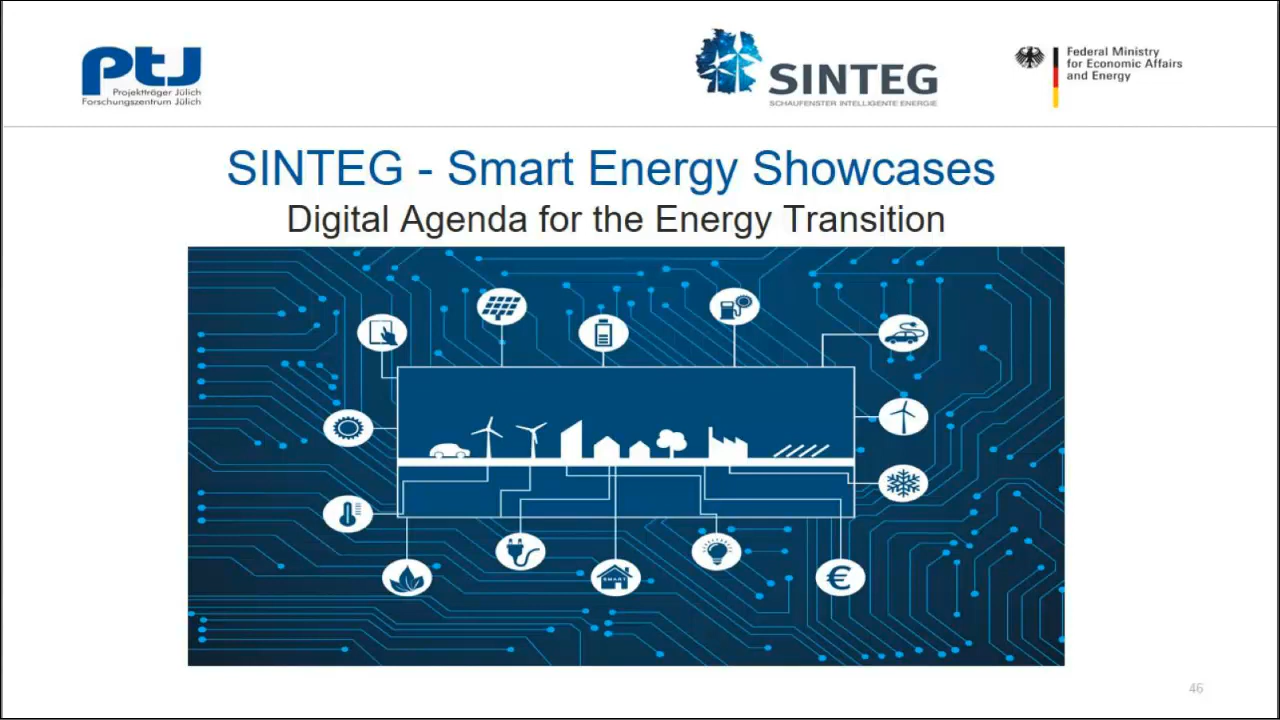 ptJ
Projektträger Jülich
Forschungszentrum Jülich
SINTEG
SCHAUFENSTER INTELLIGENTE ENERGIE
Federal Ministry
for Economic Affairs
and Energy
SINTEG - Smart Energy Showcases
Digital Agenda for the Energy Transition
SMART
€
46